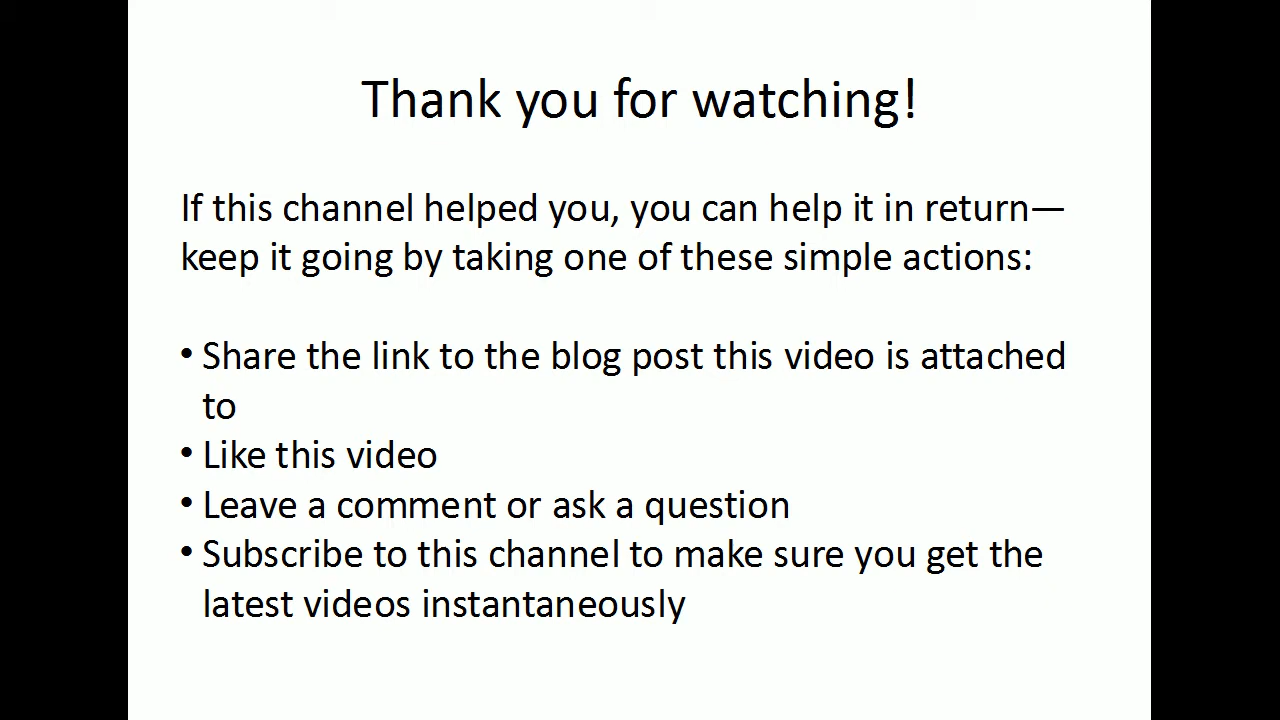 Thank you for watching!
If this channel helped you, you can help it in return—
keep it going by taking one of these simple actions:
• Share the link to the blog post this video is attached
to
• Like this video
• Leave a comment or ask a question
• Subscribe to this channel to make sure you get the
latest videos instantaneously